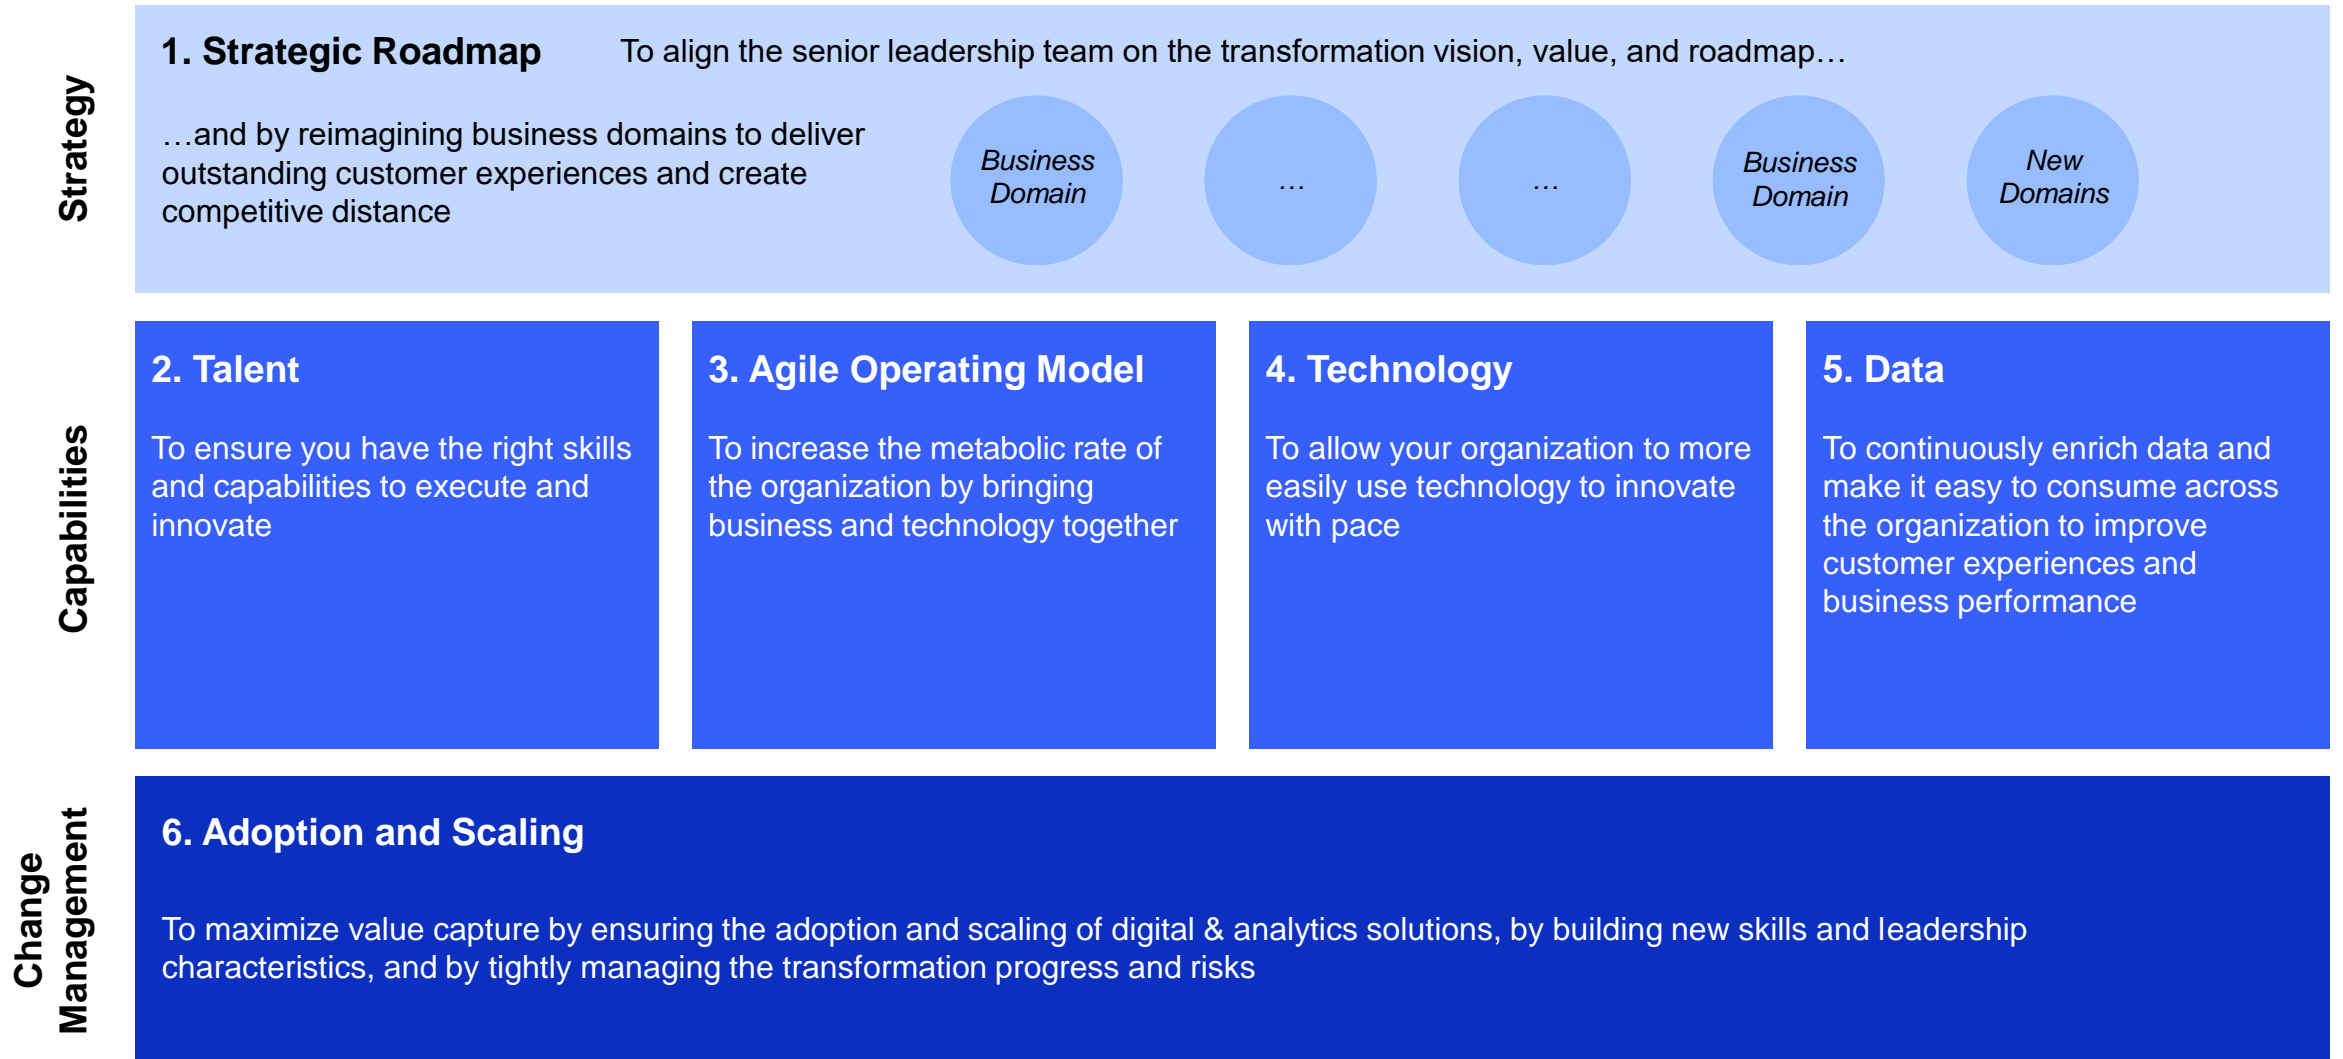 Strategy
1. Strategic Roadmap
To align the senior leadership team on the transformation vision, value, and roadmap…
…and by reimagining business domains to deliver
outstanding customer experiences and create
competitive distance
Business
Domain
…
…
Business
Domain
New
Domains
Capabilities
2. Talent
To ensure you have the right skills
and capabilities to execute and
innovate
3. Agile Operating Model
To increase the metabolic rate of
the organization by bringing
business and technology together
4. Technology
To allow your organization to more
easily use technology to innovate
with pace
5. Data
To continuously enrich data and
make it easy to consume across
the organization to improve
customer experiences and
business performance
Change
Management
6. Adoption and Scaling
To maximize value capture by ensuring the adoption and scaling of digital & analytics solutions, by building new skills and leadership
characteristics, and by tightly managing the transformation progress and risks